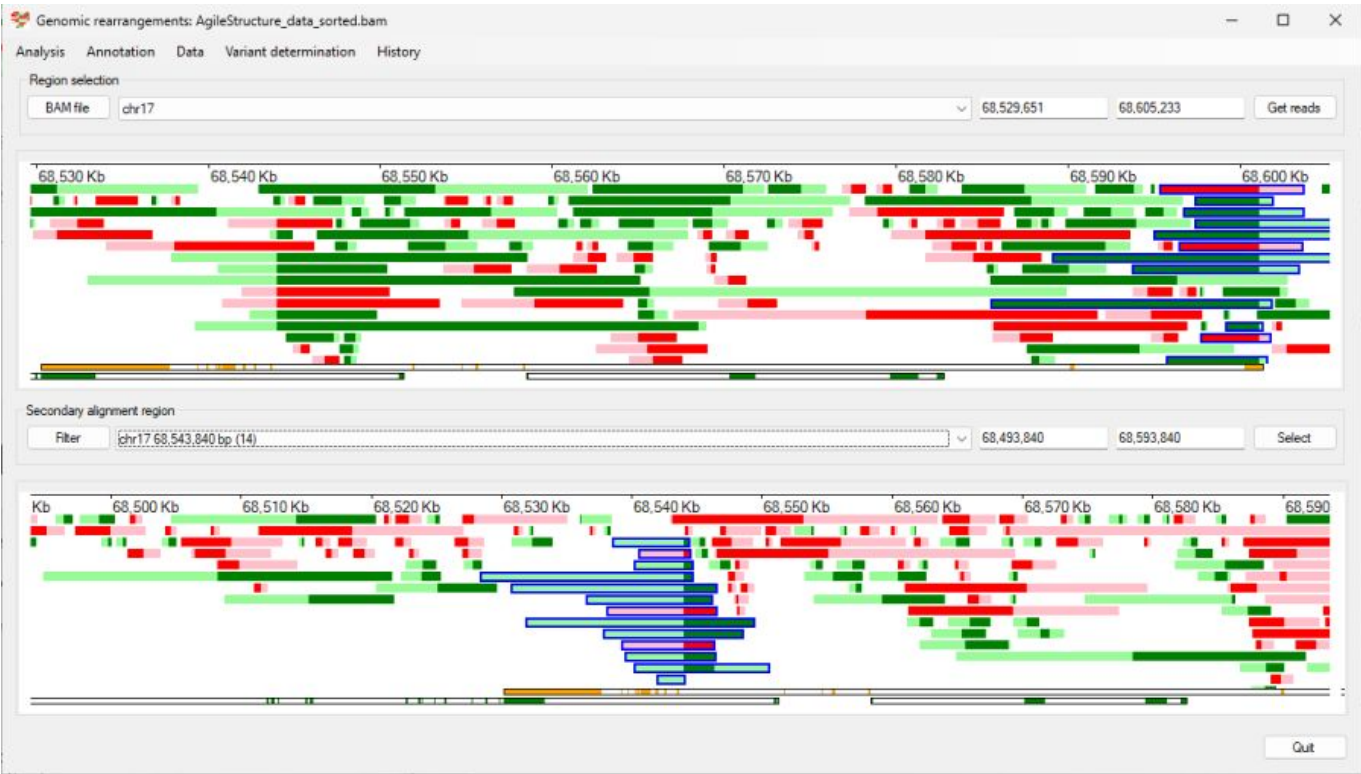 Genomic rearrangements: AgileStructure_data_sorted.bam
Analysis Annotation Data Variant determination History
Region selection
BAM file chr17 68,529,651 68,605,233 Get reads
68,530 Kb 68,540 Kb 68,550 Kb 68,560 Kb 68,570 Kb 68,580 Kb 68,590 Kb 68,600 Kb
Secondary alignment region
Filter chr17 68,543,840 bp (14) 68,493,840 68,593,840 Select
Kb 68,500 Kb 68,510 Kb 68,520 Kb 68,530 Kb 68,540 Kb 68,550 Kb 68,560 Kb 68,570 Kb 68,580 Kb 68,590
Quit